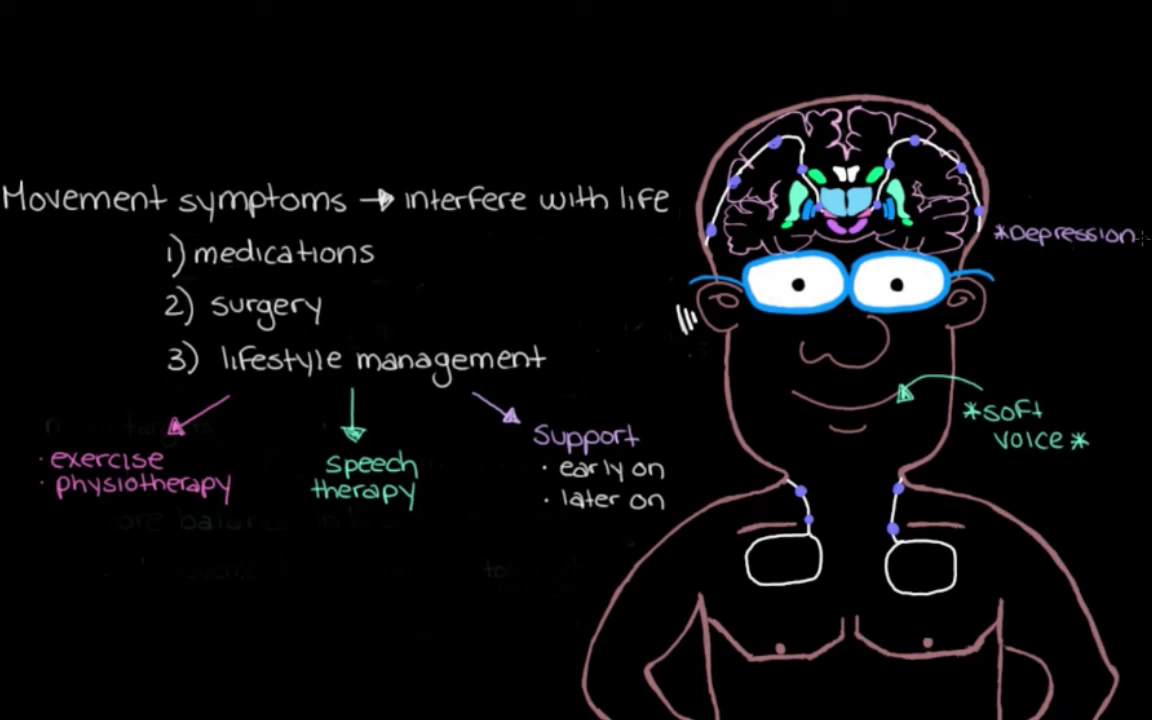 Movement symptoms → interfere with life
1) medications
2) surgery
3) lifestyle management
· exercise
· physiotherapy
speech
therapy
Support
· early on
· later on
*Depression
*soft
voice*